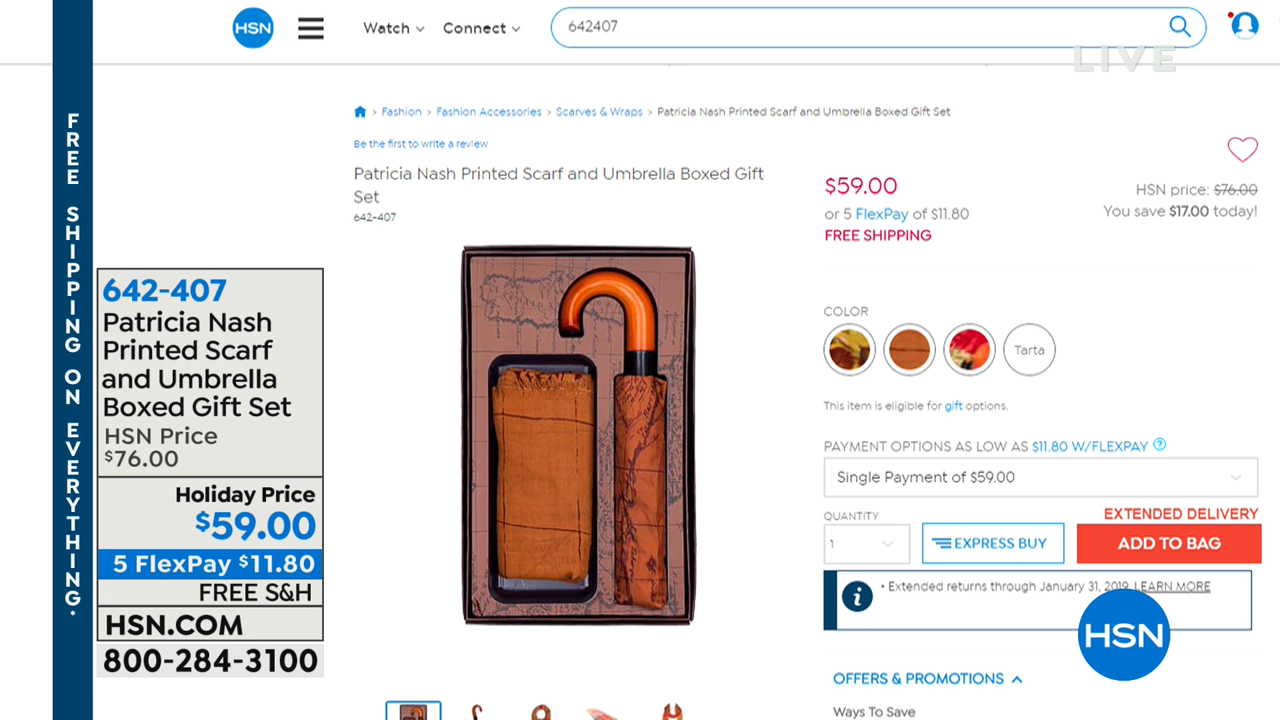 HSN
Watch
Connect
642407
LIVE
Fashion > Fashion Accessories > Scarves & Wraps > Patricia Nash Printed Scarf and Umbrella Boxed Gift Set
Be the first to write a review
Patricia Nash Printed Scarf and Umbrella Boxed Gift
Set
642-407
$59.00
or 5 FlexPay of $11.80
FREE SHIPPING
HSN price: $76.00
You save $17.00 today!
COLOR
Tarta
This item is eligible for gift options.
PAYMENT OPTIONS AS LOW AS $11.80 W/FLEXPAY ?
Single Payment of $59.00
QUANTITY
1
EXPRESS BUY
EXTENDED DELIVERY
ADD TO BAG
i
• Extended returns through January 31, 2019. LEARN MORE
HSN
OFFERS & PROMOTIONS
Ways To Save
FREE SHIPPING ON EVERYTHING.*
642-407
Patricia Nash
Printed Scarf
and Umbrella
Boxed Gift Set
HSN Price
$76.00
Holiday Price
$59.00
5 FlexPay $11.80
FREE S&H
HSN.COM
800-284-3100